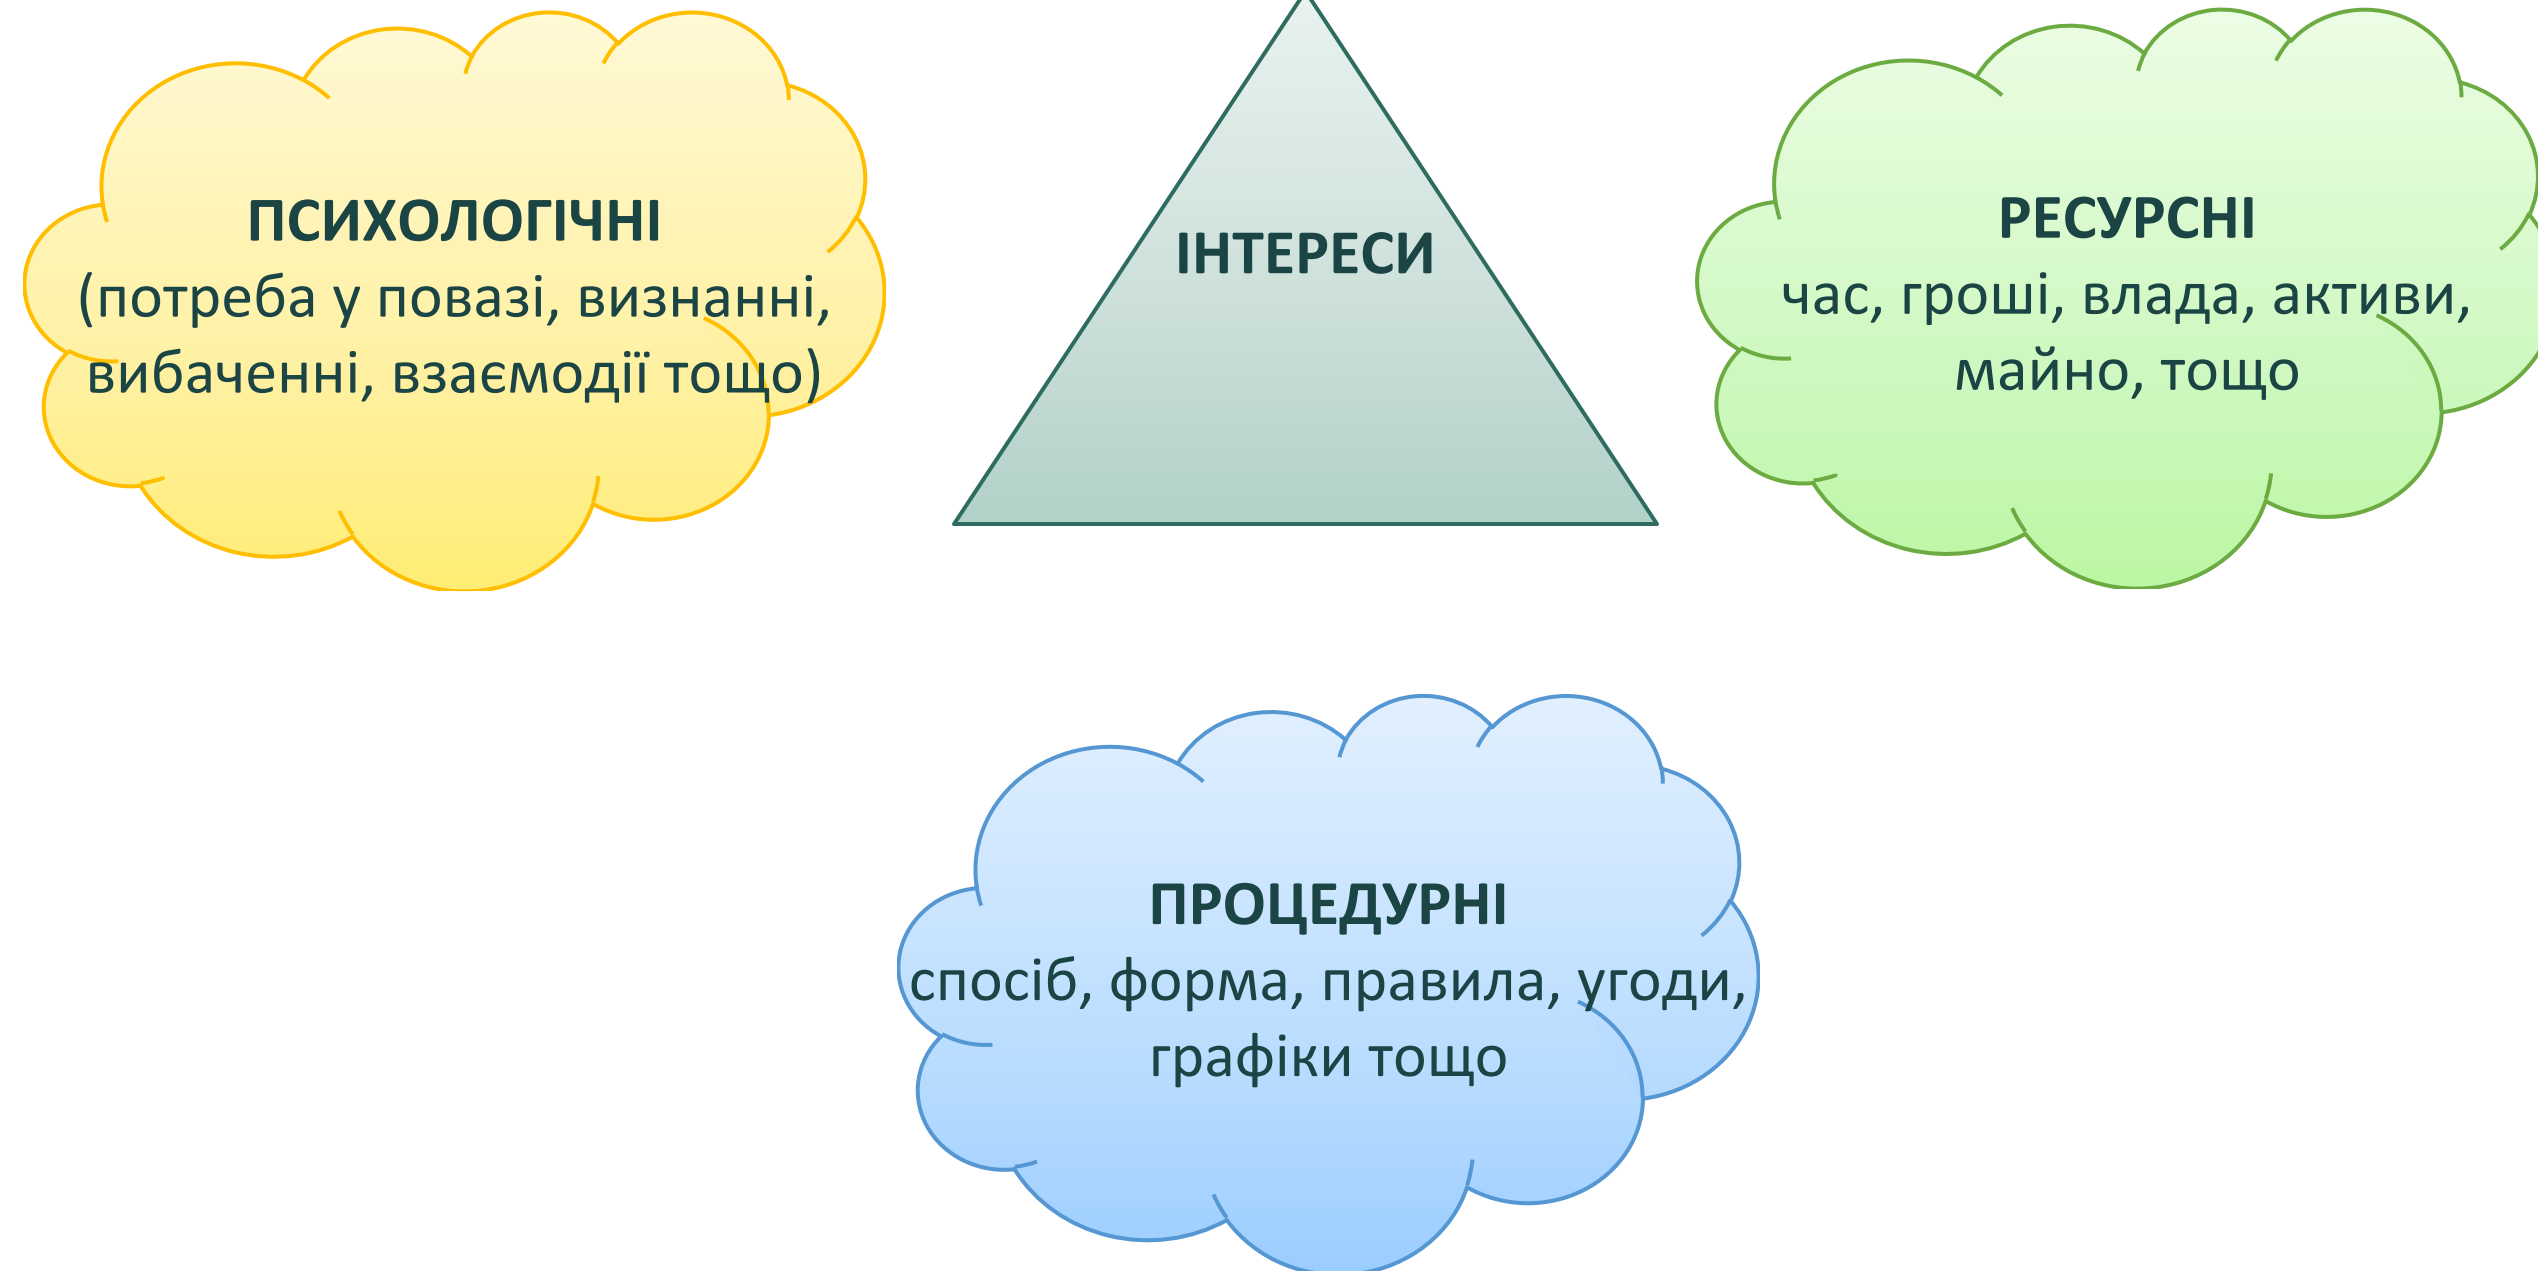 ПСИХОЛОГІЧНІ
(потреба у повазі, визнанні,
вибаченні, взаємодії тощо)
ІНТЕРЕСИ
РЕСУРСНІ
час, гроші, влада, активи,
майно, тощо
ПРОЦЕДУРНІ
спосіб, форма, правила, угоди,
графіки тощо